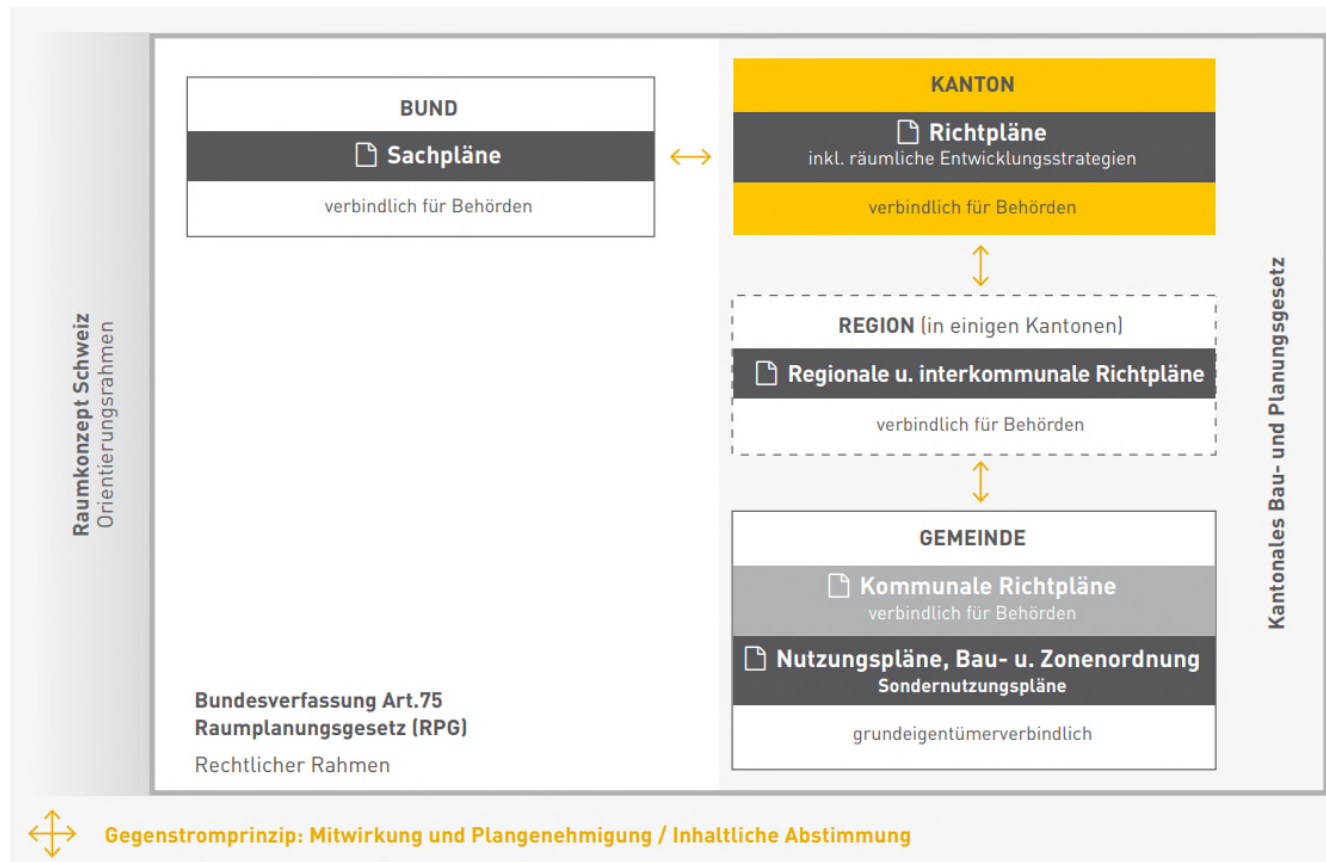 Raumkonzept Schweiz
Orientierungsrahmen
BUND
Sachpläne
verbindlich für Behörden
KANTON
Richtpläne
inkl. räumliche Entwicklungsstrategien
verbindlich für Behörden
REGION (in einigen Kantonen)
Regionale u. interkommunale Richtpläne
verbindlich für Behörden
GEMEINDE
Kommunale Richtpläne
verbindlich für Behörden
Nutzungspläne, Bau- u. Zonenordnung
Sondernutzungspläne
grundeigentümerverbindlich
Bundesverfassung Art.75
Raumplanungsgesetz (RPG)
Rechtlicher Rahmen
Kantonales Bau- und Planungsgesetz
Gegenstromprinzip: Mitwirkung und Plangenehmigung / Inhaltliche Abstimmung